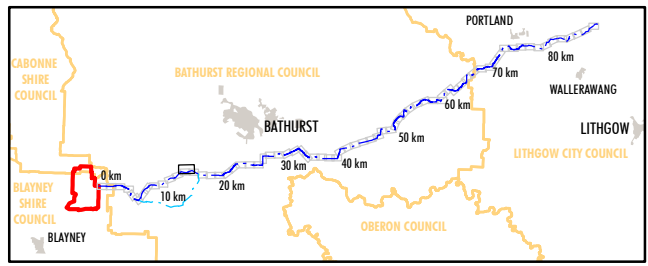 PORTLAND
80 km
CABONNE
SHIRE
COUNCIL
BATHURST REGIONAL COUNCIL
70 km
WALLERAWANG
60 km
BATHURST
50 km
LITHGOW
LITHGOW CITY COUNCIL
40 km
30 km
20 km
10 km
0 km
BLAYNEY
SHIRE
COUNCIL
OBERON COUNCIL
BLAYNEY